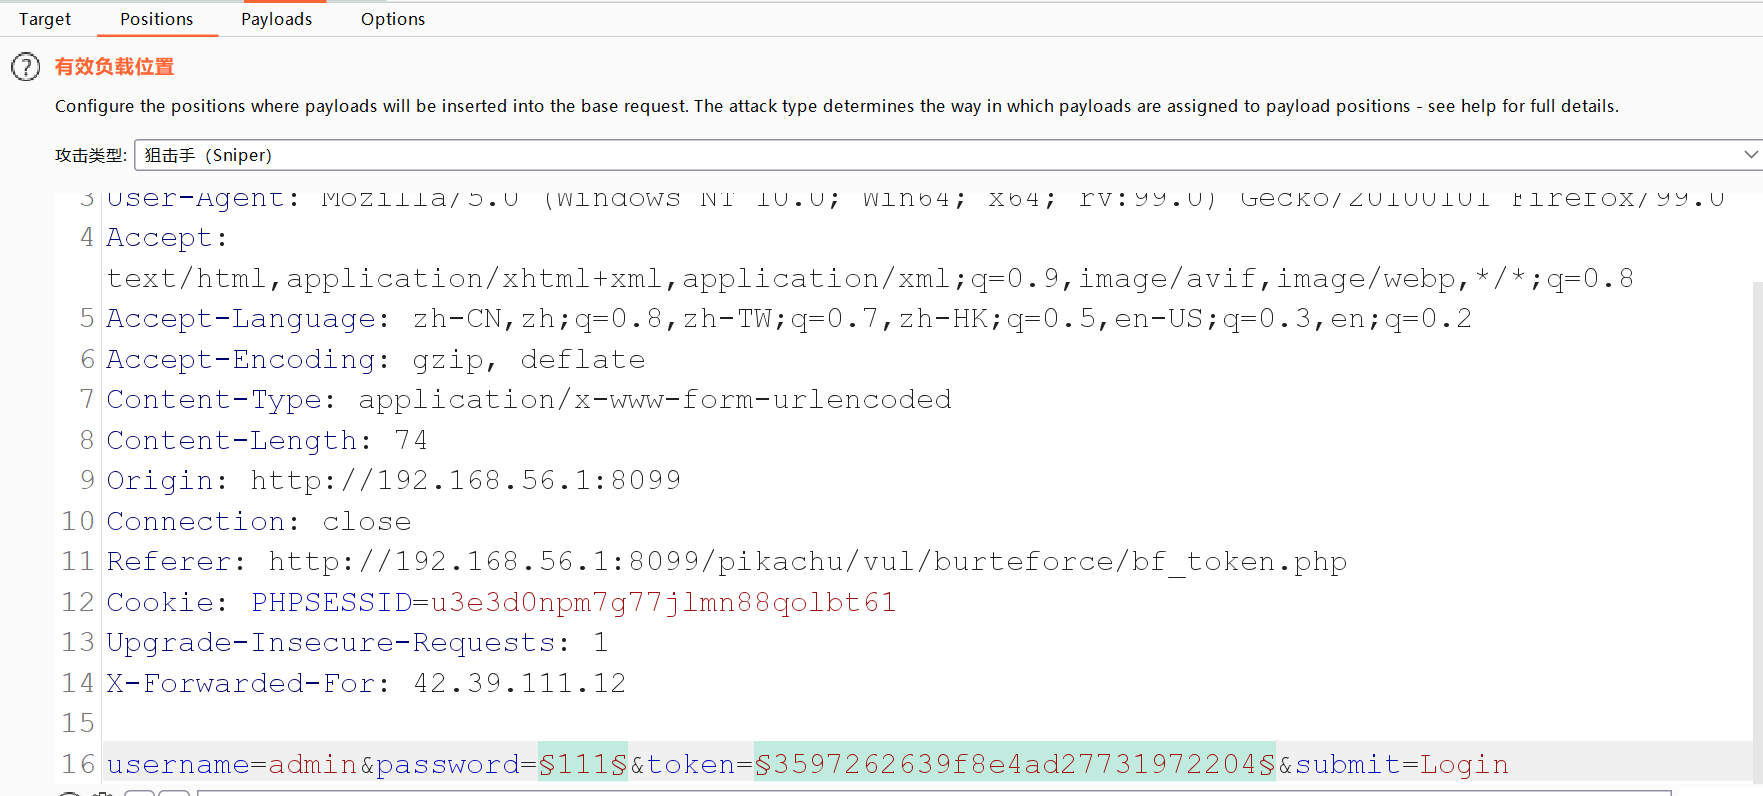 Target Positions Payloads Options
有效负载位置
Configure the positions where payloads will be inserted into the base request. The attack type determines the way in which payloads are assigned to payload positions - see help for full details.
攻击类型: 狙击手（Sniper）
3 User-Agent: Mozilla/5.0 (Windows NT 10.0; Win64; x64; rv:99.0) Gecko/20100101 Firefox/99.0
4 Accept:
text/html,application/xhtml+xml,application/xml;q=0.9,image/avif,image/webp,*/*;q=0.8
5 Accept-Language: zh-CN,zh;q=0.8,zh-TW;q=0.7,zh-HK;q=0.5,en-US;q=0.3,en;q=0.2
6 Accept-Encoding: gzip, deflate
7 Content-Type: application/x-www-form-urlencoded
8 Content-Length: 74
9 Origin: http://192.168.56.1:8099
10 Connection: close
11 Referer: http://192.168.56.1:8099/pikachu/vul/burteforce/bf_token.php
12 Cookie: PHPSESSID=u3e3d0npm7g77jlmn88qolbt61
13 Upgrade-Insecure-Requests: 1
14 X-Forwarded-For: 42.39.111.12
15
16 username=admin&password=§111§&token=§3597262639f8e4ad27731972204§&submit=Login